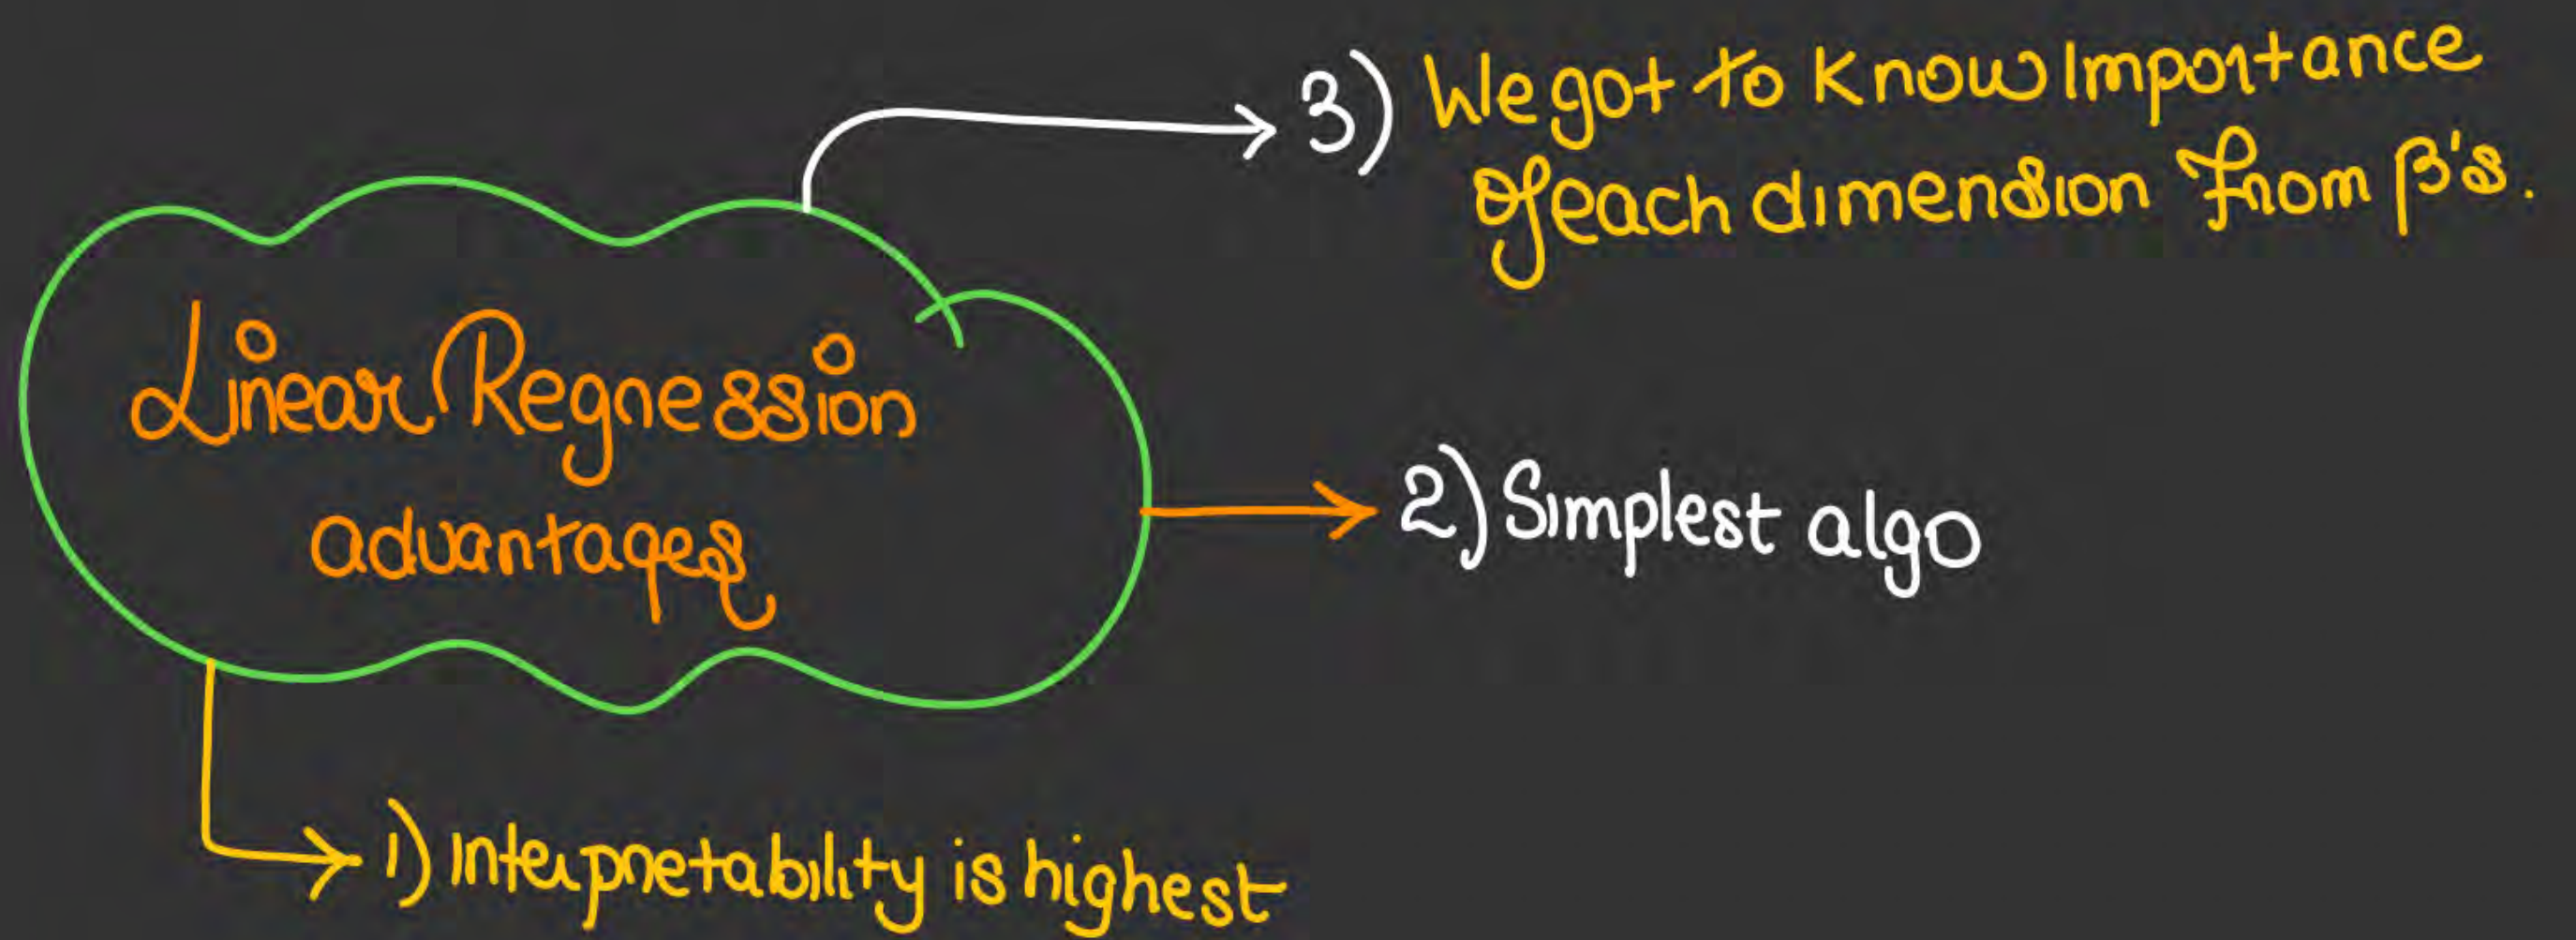 Linear Regression
advantages
1) Interpretability is highest
2) Simplest algo
3) We got to know Importance
of each dimension from β's.